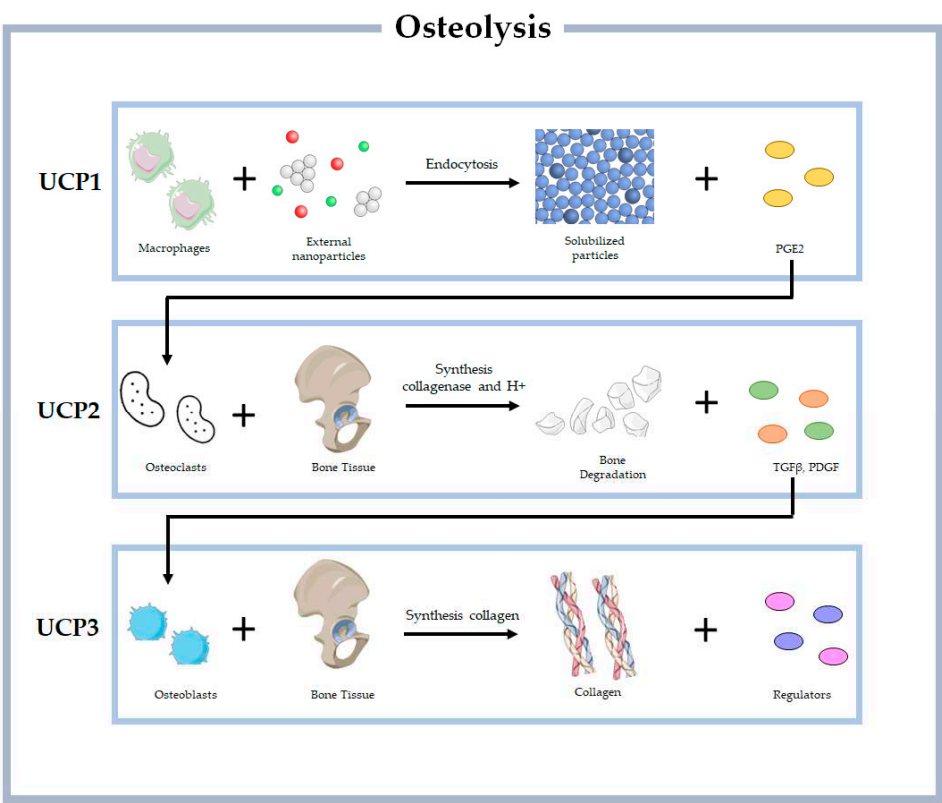 Osteolysis
UCP1
Endocytosis
Macrophages
External
nanoparticles
Solubilized
particles
PGE2
UCP2
Synthesis
collagenase and H+
Osteoclasts
Bone Tissue
Bone
Degradation
TGFβ, PDGF
UCP3
Synthesis collagen
Osteoblasts
Bone Tissue
Collagen
Regulators